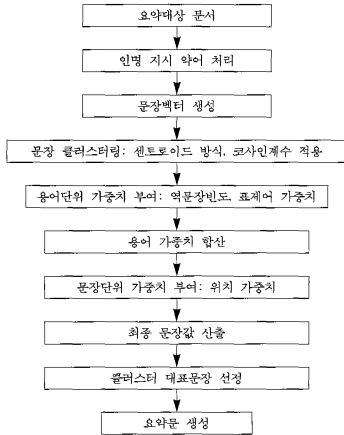 요약대상 문서
인명 지시 약어 처리
문장벡터 생성
문장 클러스터링: 센트로이드 방식, 코사인계수 적용
용어단위 가중치 부여: 역문장빈도, 표제어 가중치
용어 가중치 합산
문장단위 가중치 부여: 위치 가중치
최종 문장값 산출
클러스터 대표문장 선정
요약문 생성